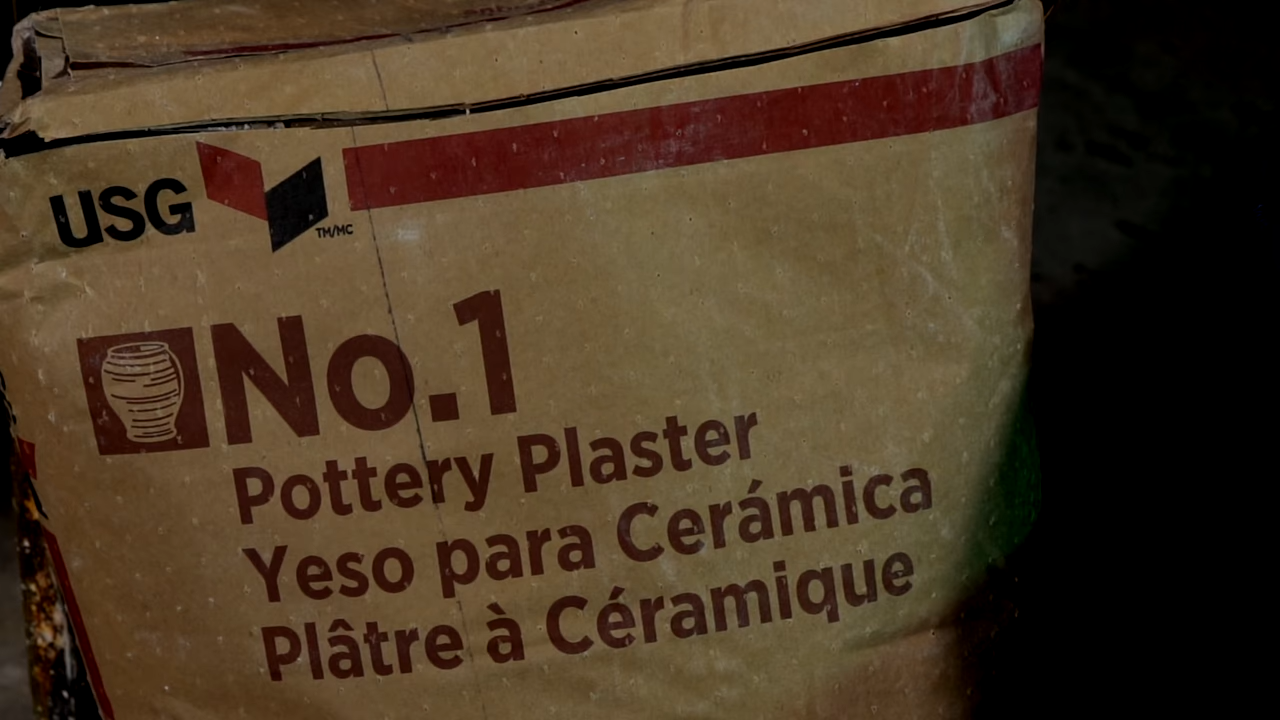 USG
TM/MC
No.1
Pottery Plaster
Yeso para Cerámica
Plâtre à Céramique